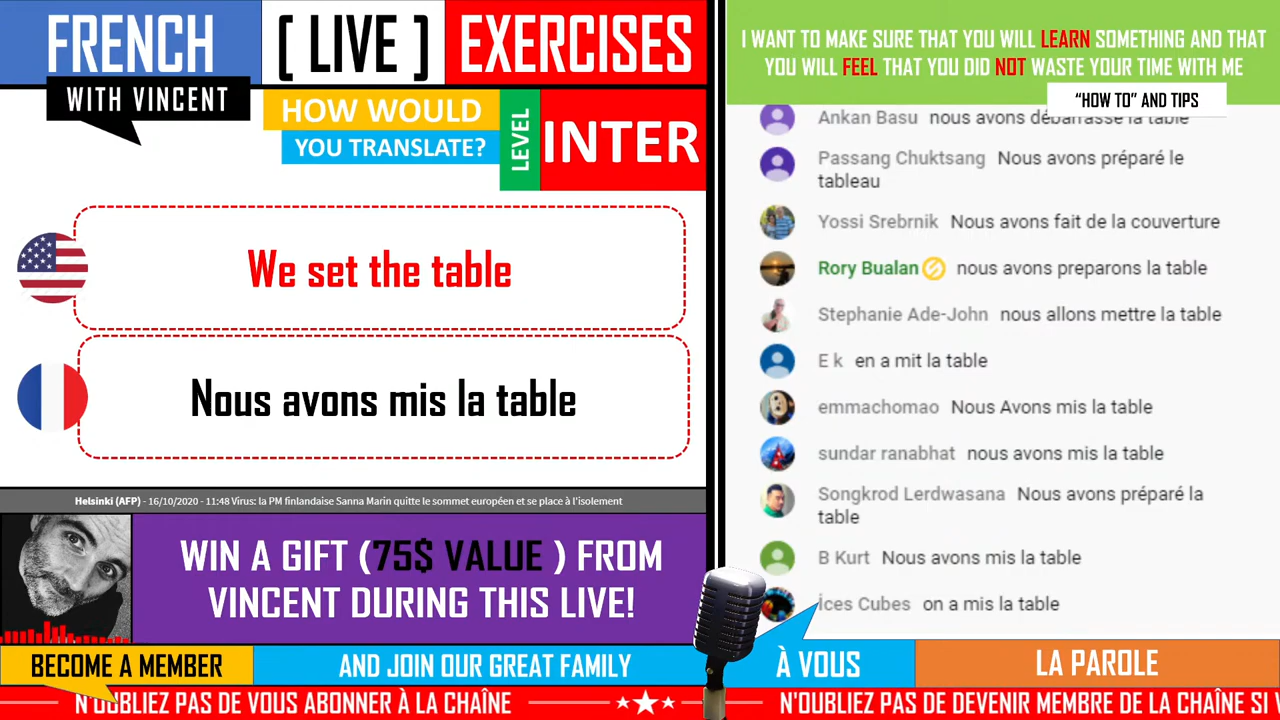 FRENCH
WITH VINCENT
[ LIVE ]
EXERCISES
HOW WOULD
YOU TRANSLATE?
LEVEL
INTER
We set the table
Nous avons mis la table
Helsinki (AFP) - 16/10/2020 - 11:48 Virus: la PM finlandaise Sanna Marin quitte le sommet européen et se place à l'isolement
WIN A GIFT (75$ VALUE ) FROM
VINCENT DURING THIS LIVE!
BECOME A MEMBER
AND JOIN OUR GREAT FAMILY
I WANT TO MAKE SURE THAT YOU WILL LEARN SOMETHING AND THAT
YOU WILL FEEL THAT YOU DID NOT WASTE YOUR TIME WITH ME
“HOW TO” AND TIPS
Ankan Basu nous avons débarrassé la table
Passang Chuktsang Nous avons préparé le
tableau
Yossi Srebrnik Nous avons fait de la couverture
Rory Bualan nous avons preparons la table
Stephanie Ade-John nous allons mettre la table
E k en a mit la table
emmachomao Nous Avons mis la table
sundar ranabhat nous avons mis la table
Songkrod Lerdwasana Nous avons préparé la
table
B Kurt Nous avons mis la table
İces Cubes on a mis la table
À VOUS
LA PAROLE
N'OUBLIEZ PAS DE VOUS ABONNER À LA CHAÎNE
N'OUBLIEZ PAS DE DEVENIR MEMBRE DE LA CHAÎNE SI V